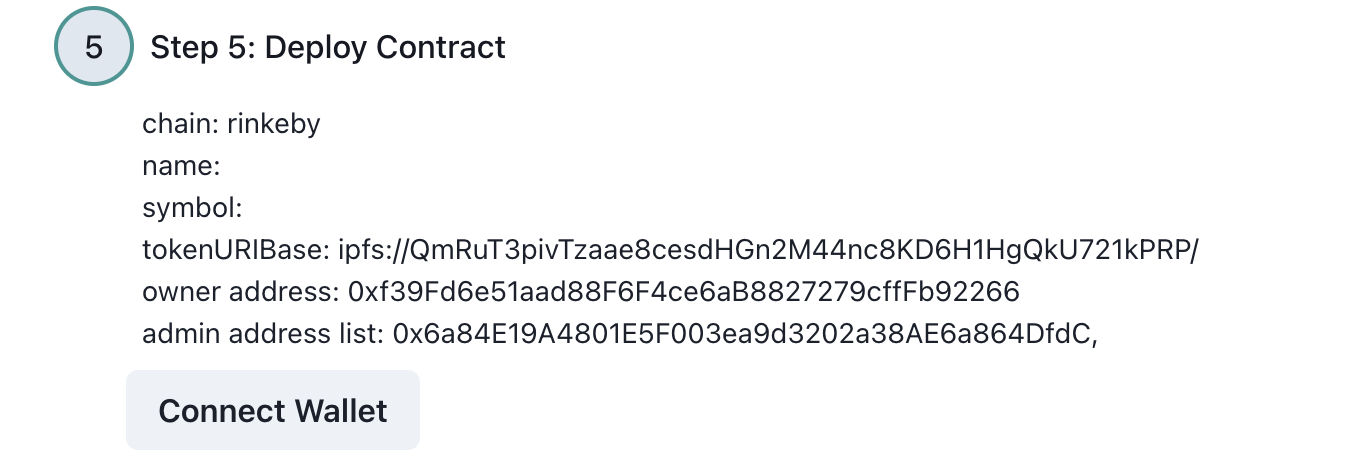 5
Step 5: Deploy Contract
chain: rinkeby
name:
symbol:
tokenURIBase: ipfs://QmRuT3pivTzaae8cesdHGn2M44nc8KD6H1HgQkU721kPRP/
owner address: 0xf39Fd6e51aad88F6F4ce6aB8827279cffFb92266
admin address list: 0x6a84E19A4801E5F003ea9d3202a38AE6a864DfdC,
Connect Wallet